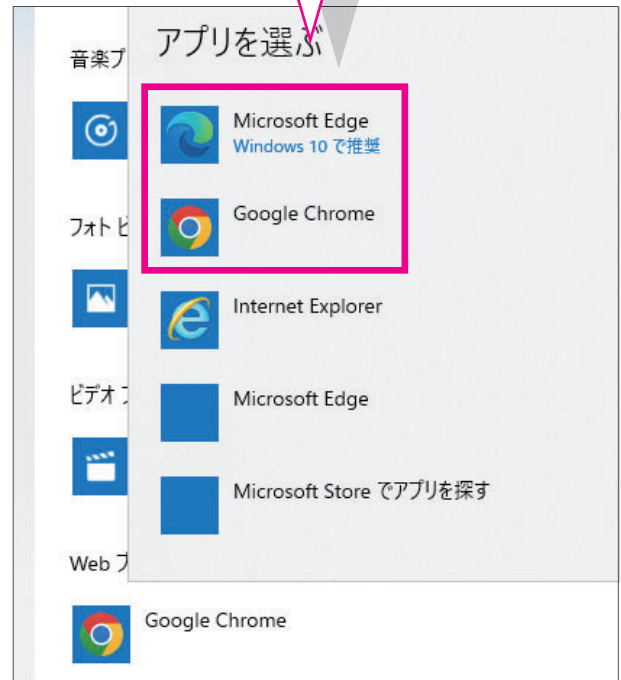 アプリを選ぶ
音楽プ
Microsoft Edge
Windows 10 で推奨
フォト ビ
Google Chrome
Internet Explorer
ビデオ プ
Microsoft Edge
Microsoft Store でアプリを探す
Web ブ
Google Chrome